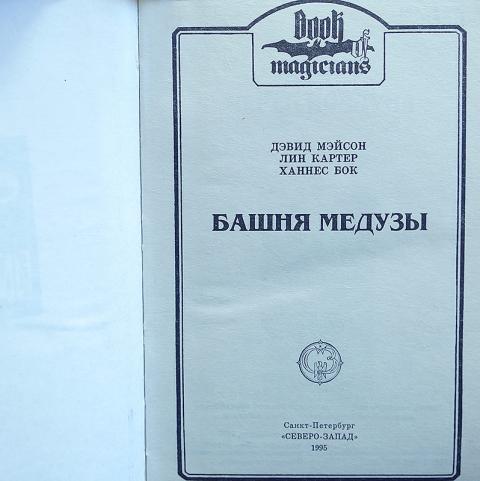 Book
of
magicians
ДЭВИД МЭЙСОН
ЛИН КАРТЕР
ХАННЕС БОК
БАШНЯ МЕДУЗЫ
Санкт-Петербург
«СЕВЕРО-ЗАПАД»
1995